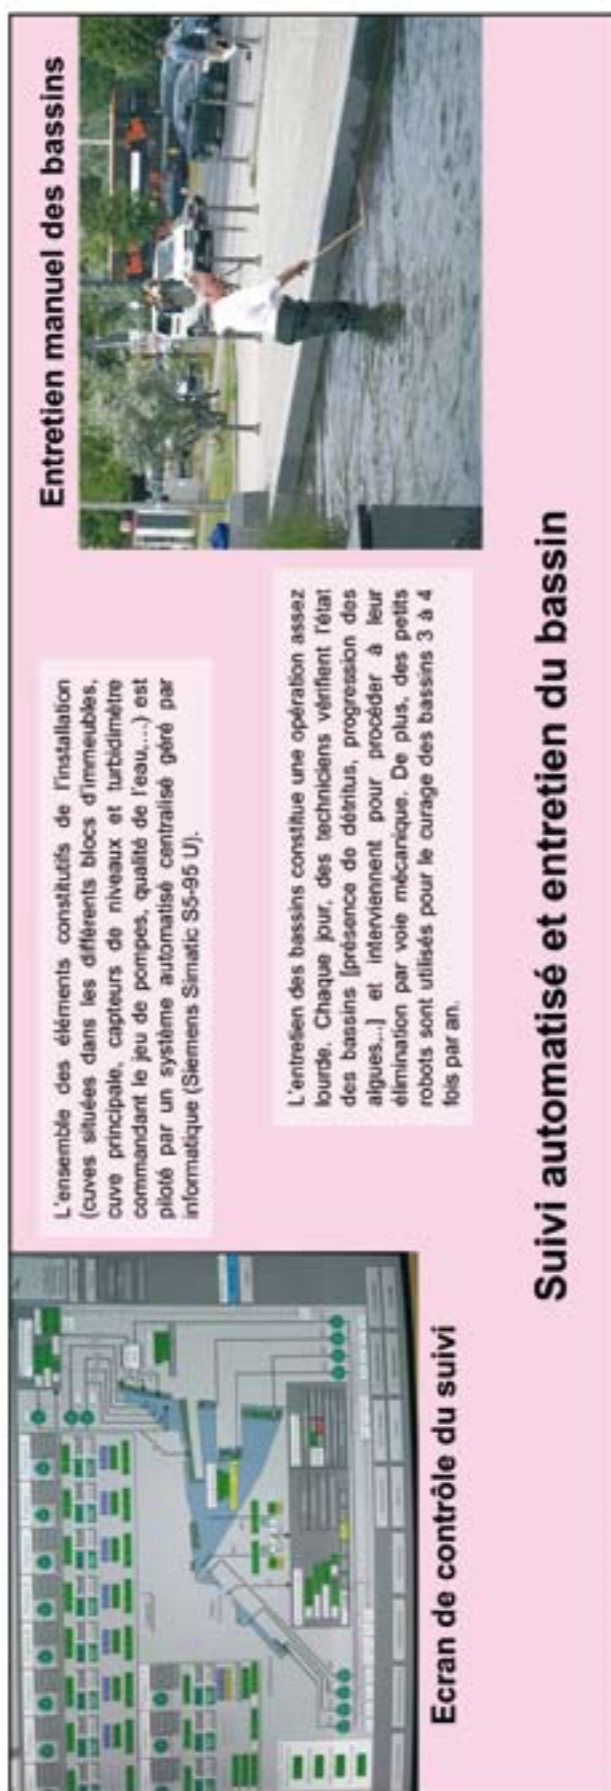 Entretien manuel des bassins
L'ensemble des éléments constitutifs de l'installation
(cuves situées dans les différents blocs d'immeubles,
cuve principale, capteurs de niveaux et turbidimètre
commandant le jeu de pompes, qualité de l'eau,...) est
piloté par un système automatisé centralisé géré par
informatique (Siemens Simatic S5-95 U).
L'entretien des bassins constitue une opération assez
lourde. Chaque jour, des techniciens vérifient l'état
des bassins [présence de détritus, progression des
algues...] et interviennent pour procéder à leur
élimination par voie mécanique. De plus, des petits
robots sont utilisés pour le curage des bassins 3 à 4
fois par an.
Ecran de contrôle du suivi
Suivi automatisé et entretien du bassin